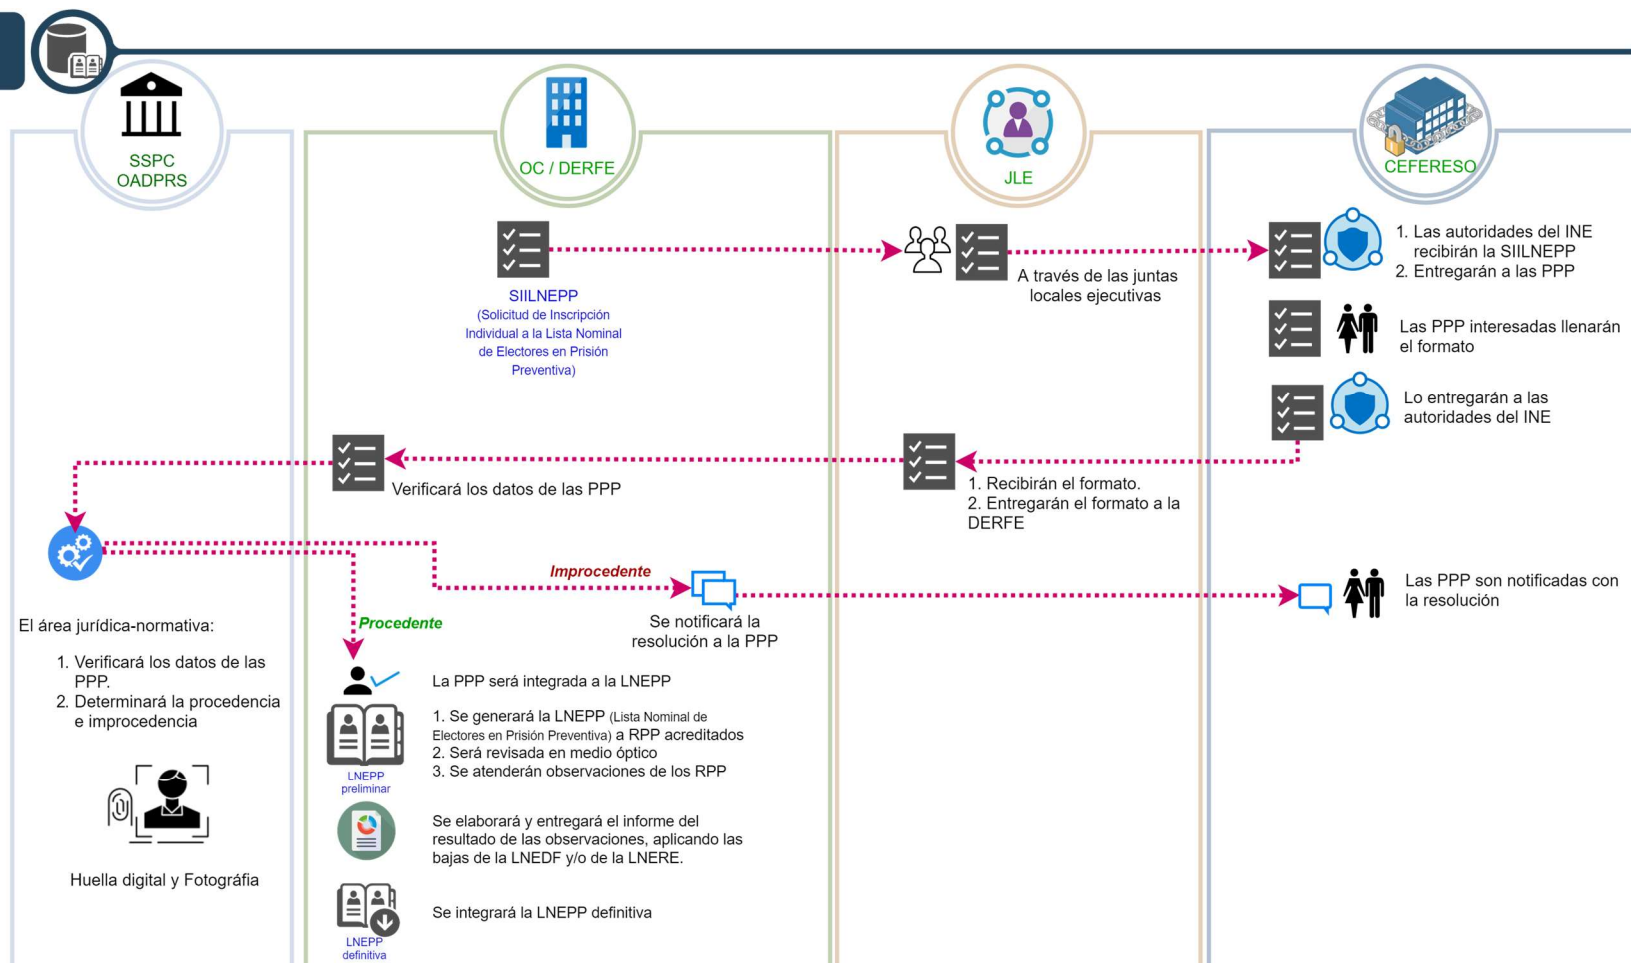 SSPC
OADPRS
OC / DERFE
JLE
CEFERESO
SIILNEPP
(Solicitud de Inscripción
Individual a la Lista Nominal
de Electores en Prisión
Preventiva)
A través de las juntas
locales ejecutivas
1. Las autoridades del INE
recibirán la SIILNEPP
2. Entregarán a las PPP
Las PPP interesadas llenarán
el formato
Lo entregarán a las
autoridades del INE
1. Recibirán el formato.
2. Entregarán el formato a la
DERFE
Verificará los datos de las PPP
El área jurídica-normativa:
1. Verificará los datos de las
PPP.
2. Determinará la procedencia
e improcedencia
Huella digital y Fotográfia
Improcedente
Se notificará la
resolución a la PPP
Las PPP son notificadas con
la resolución
Procedente
La PPP será integrada a la LNEPP
1. Se generará la LNEPP (Lista Nominal de
Electores en Prisión Preventiva) a RPP acreditados
2. Será revisada en medio óptico
3. Se atenderán observaciones de los RPP
LNEPP
preliminar
Se elaborará y entregará el informe del
resultado de las observaciones, aplicando las
bajas de la LNEDF y/o de la LNERE.
Se integrará la LNEPP definitiva
LNEPP
definitiva